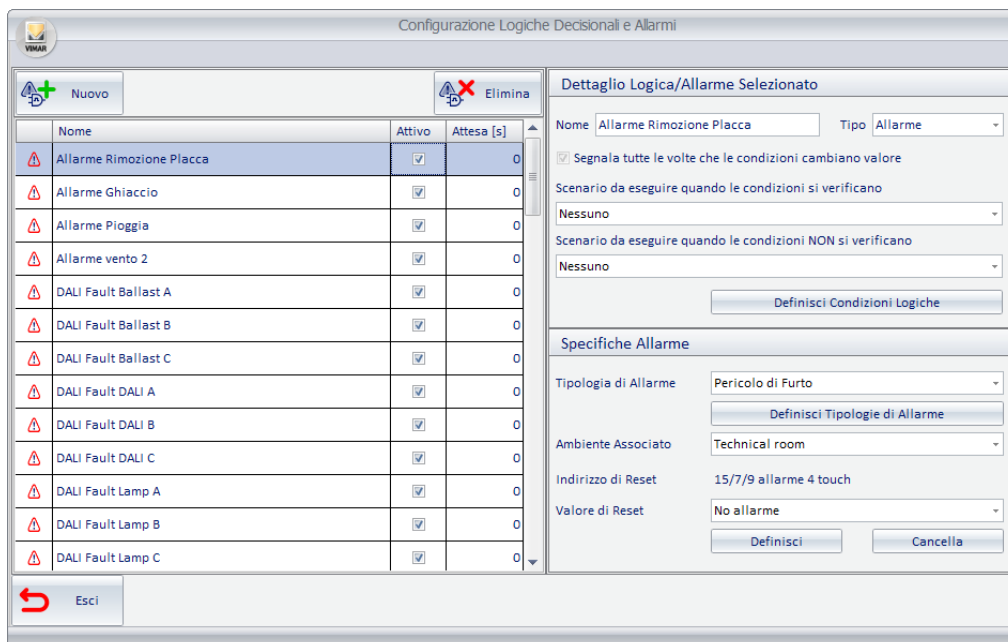 Configurazione Logiche Decisionali e Allarmi
VIMAR
Nuovo
Elimina
Nome Attivo Attesa [s]
Allarme Rimozione Placca 0
Allarme Ghiaccio 0
Allarme Pioggia 0
Allarme vento 2 0
DALI Fault Ballast A 0
DALI Fault Ballast B 0
DALI Fault Ballast C 0
DALI Fault DALI A 0
DALI Fault DALI B 0
DALI Fault DALI C 0
DALI Fault Lamp A 0
DALI Fault Lamp B 0
DALI Fault Lamp C 0
Dettaglio Logica/Allarme Selezionato
Nome Allarme Rimozione Placca Tipo Allarme
Segnala tutte le volte che le condizioni cambiano valore
Scenario da eseguire quando le condizioni si verificano
Nessuno
Scenario da eseguire quando le condizioni NON si verificano
Nessuno
Definisci Condizioni Logiche
Specifiche Allarme
Tipologia di Allarme Pericolo di Furto
Definisci Tipologie di Allarme
Ambiente Associato Technical room
Indirizzo di Reset 15/7/9 allarme 4 touch
Valore di Reset No allarme
Definisci Cancella
Esci